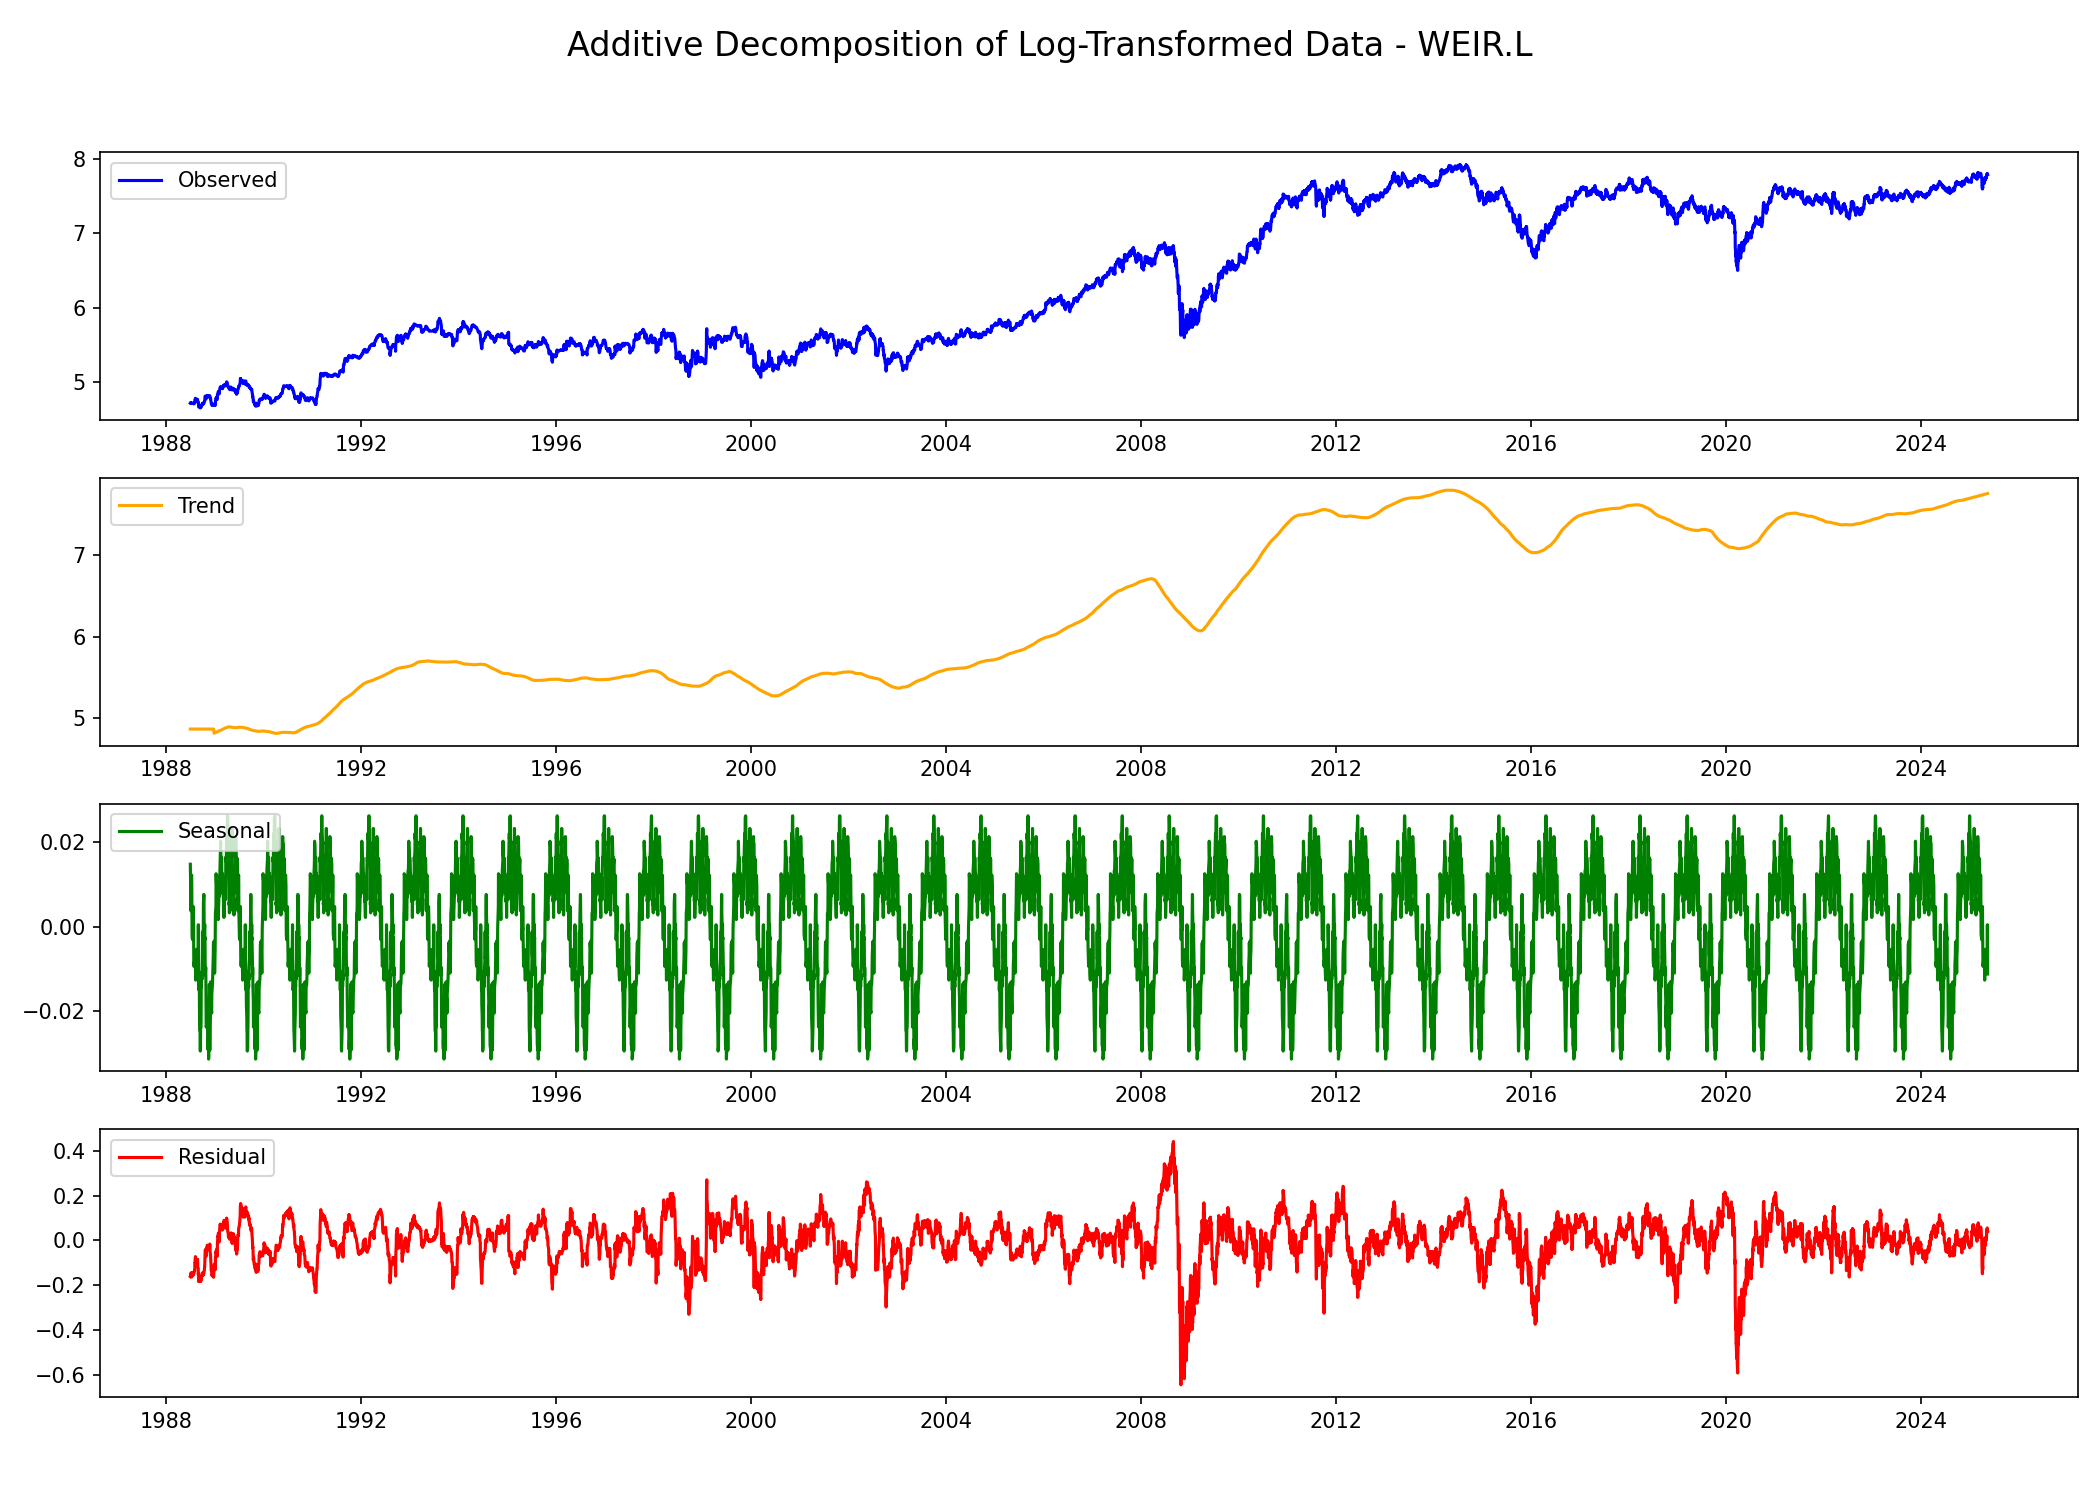 Additive Decomposition of Log-Transformed Data - WEIR.L
8
7
6
5
Observed
1988 1992 1996 2000 2004 2008 2012 2016 2020 2024
7
6
5
Trend
1988 1992 1996 2000 2004 2008 2012 2016 2020 2024
0.02
0.00
−0.02
Seasonal
1988 1992 1996 2000 2004 2008 2012 2016 2020 2024
0.4
0.2
0.0
−0.2
−0.4
−0.6
Residual
1988 1992 1996 2000 2004 2008 2012 2016 2020 2024